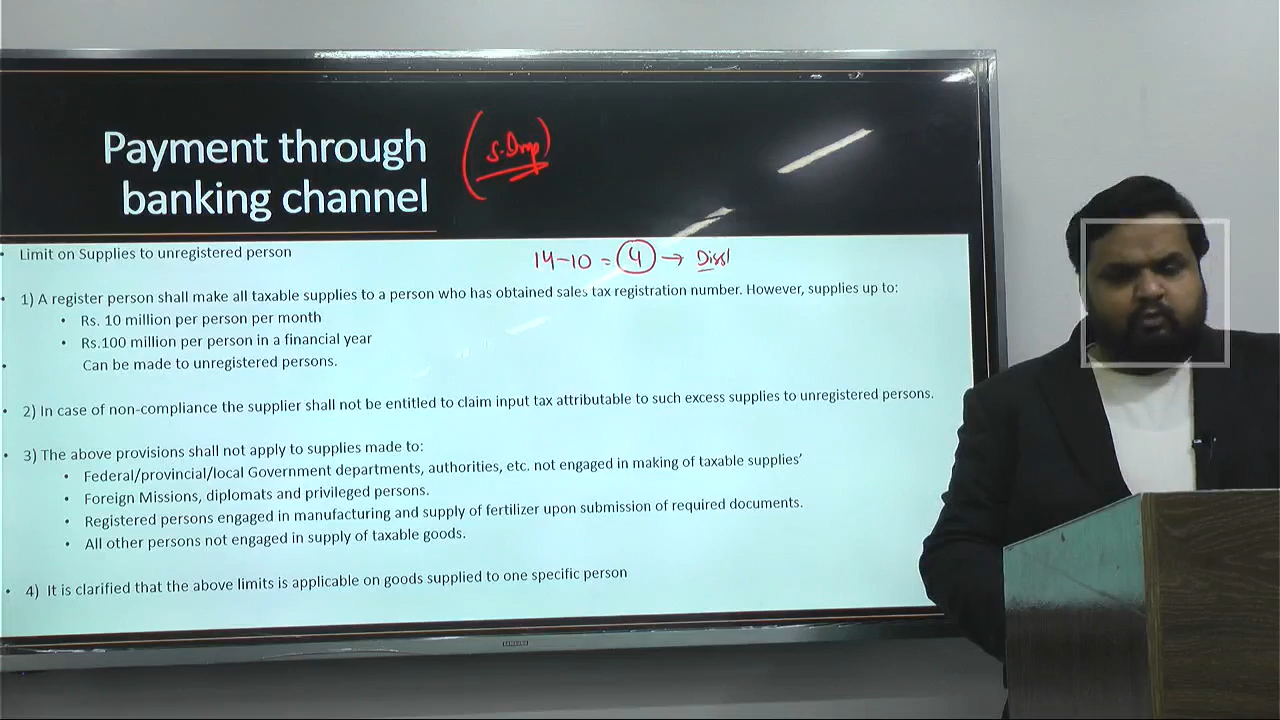 Payment through
banking channel
(S.Imp)
Limit on Supplies to unregistered person
14-10 = 4 → Disal
1) A register person shall make all taxable supplies to a person who has obtained sales tax registration number. However, supplies up to:
• Rs. 10 million per person per month
• Rs.100 million per person in a financial year
Can be made to unregistered persons.
• 2) In case of non-compliance the supplier shall not be entitled to claim input tax attributable to such excess supplies to unregistered persons.
• 3) The above provisions shall not apply to supplies made to:
• Federal/provincial/local Government departments, authorities, etc. not engaged in making of taxable supplies’
• Foreign Missions, diplomats and privileged persons.
• Registered persons engaged in manufacturing and supply of fertilizer upon submission of required documents.
• All other persons not engaged in supply of taxable goods.
• 4) It is clarified that the above limits is applicable on goods supplied to one specific person
SAMSUNG